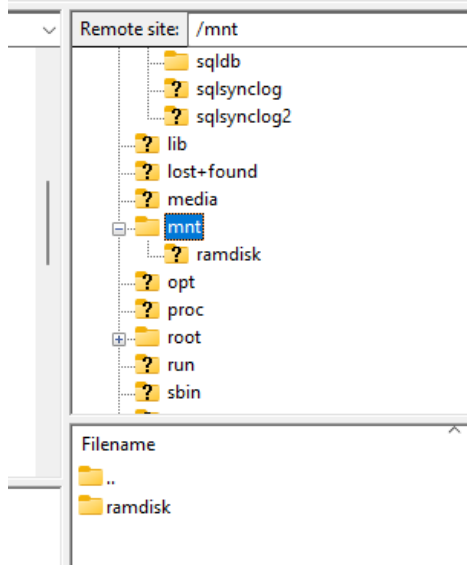 Remote site: /mnt
sqldb
? sqlsynclog
? sqlsynclog2
? lib
? lost+found
? media
mnt
? ramdisk
? opt
? proc
root
? run
? sbin
Filename
..
ramdisk